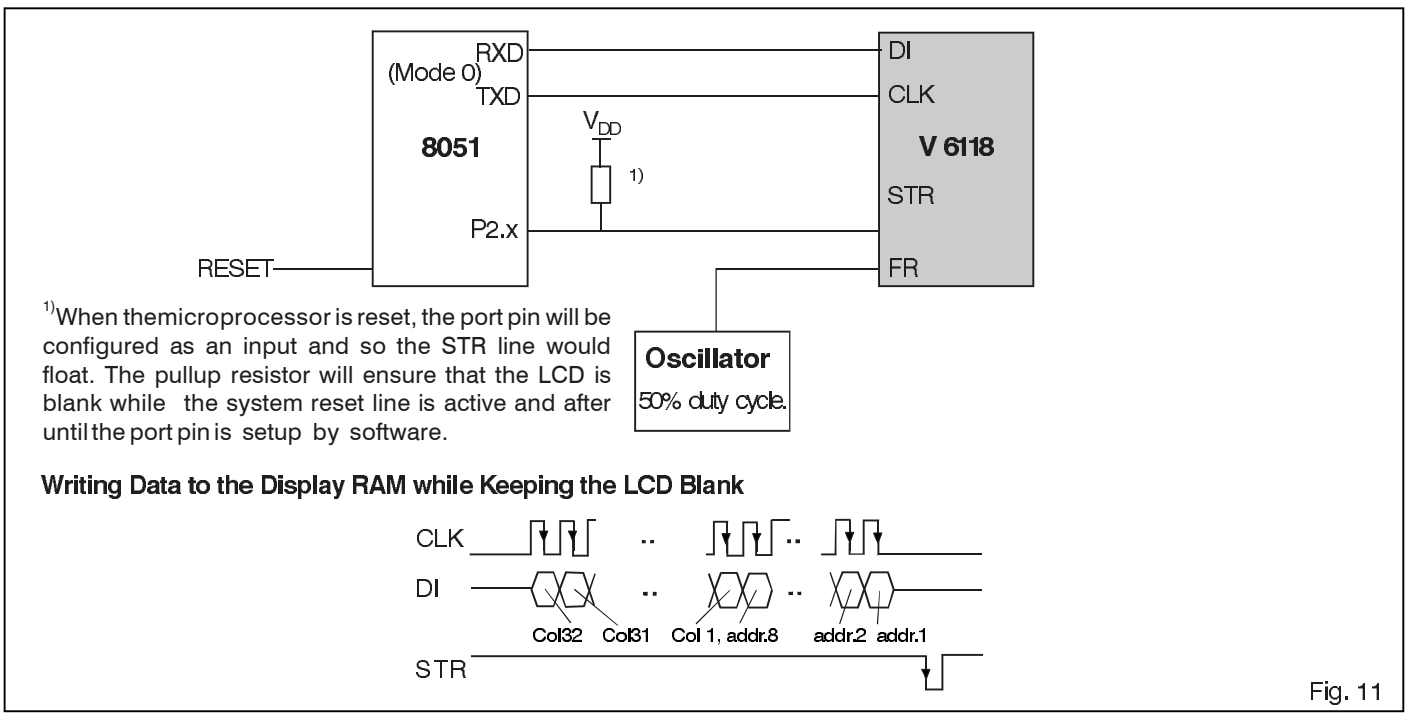 RXD
(Mode 0)
TXD
8051
P2.x
RESET
VDD
1)
DI
CLK
V 6118
STR
FR
Oscillator
50% duty cycle.
1)When themicroprocessor is reset, the port pin will be
configured as an input and so the STR line would
float. The pullup resistor will ensure that the LCD is
blank while the system reset line is active and after
until the port pin is setup by software.
Writing Data to the Display RAM while Keeping the LCD Blank
CLK
..
..
DI
..
..
Col32 Col31 Col 1, addr.8 addr.2 addr.1
STR
Fig. 11